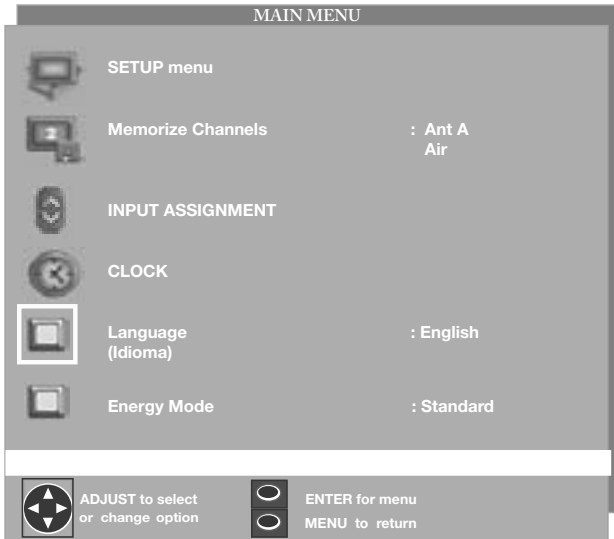 MAIN MENU
SETUP menu
Memorize Channels : Ant A
Air
2
INPUT ASSIGNMENT
CLOCK
Language : English
(Idioma)
Energy Mode : Standard
ADJUST to select
or change option
ENTER for menu
MENU to return